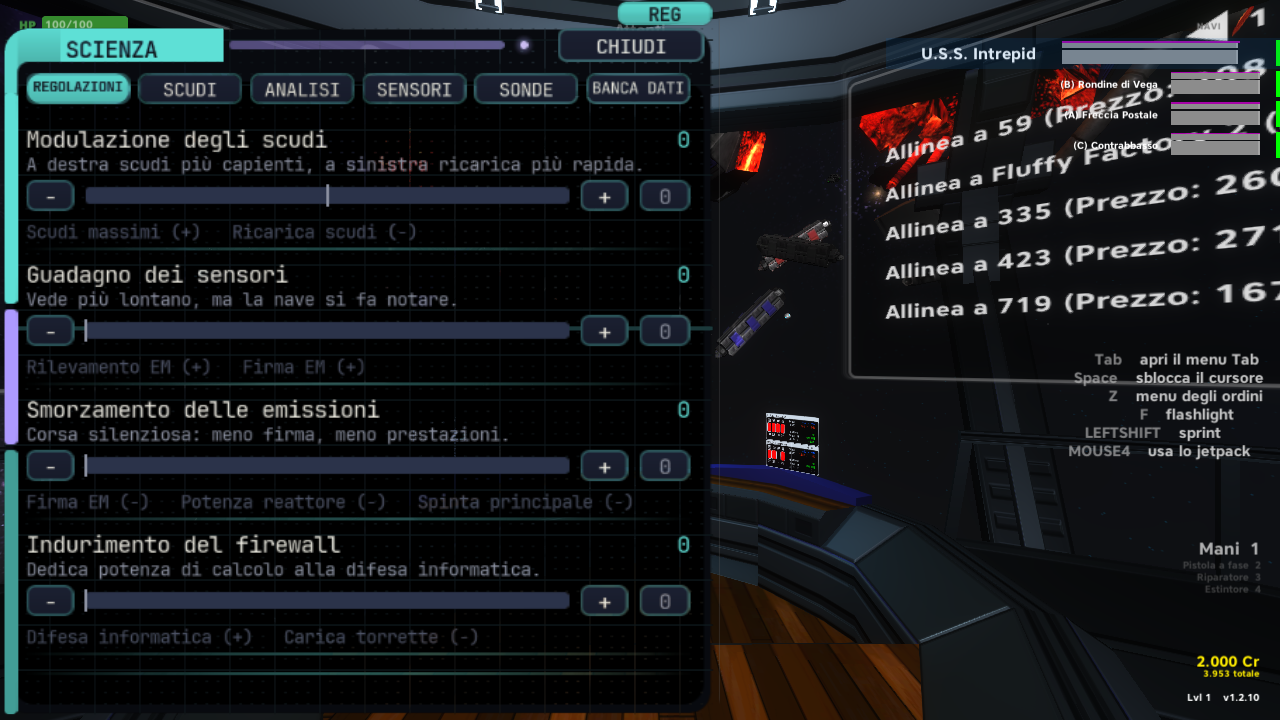 HP 100/100
REG
SCIENZA
CHIUDI
REGOLAZIONI
SCUDI
ANALISI
SENSORI
SONDE
BANCA DATI
Modulazione degli scudi 0
A destra scudi più capienti, a sinistra ricarica più rapida.
- + 0
Scudi massimi (+) Ricarica scudi (-)
Guadagno dei sensori 0
Vede più lontano, ma la nave si fa notare.
- + 0
Rilevamento EM (+) Firma EM (+)
Smorzamento delle emissioni 0
Corsa silenziosa: meno firma, meno prestazioni.
- + 0
Firma EM (-) Potenza reattore (-) Spinta principale (-)
Indurimento del firewall 0
Dedica potenza di calcolo alla difesa informatica.
- + 0
Difesa informatica (+) Carica torrette (-)
NAVI 1
U.S.S. Intrepid
(B) Rondine di Vega
(A) Freccia Postale
(C) Contrabbasso
Allinea a 59 (Prezzo:
Allinea a Fluffy Factory
Allinea a 335 (Prezzo: 260
Allinea a 423 (Prezzo: 271
Allinea a 719 (Prezzo: 167
Tab apri il menu Tab
Space sblocca il cursore
Z menu degli ordini
F flashlight
LEFTSHIFT sprint
MOUSE4 usa lo jetpack
Mani 1
Pistola a fase 2
Riparatore 3
Estintore 4
2.000 Cr
3.953 totale
Lvl 1 v1.2.10